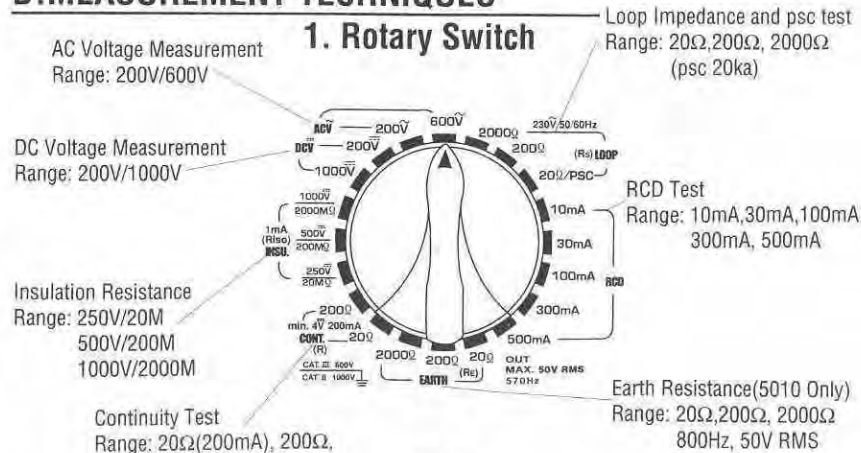 1. Rotary Switch
Loop Impedance and psc test
Range: 20Ω,200Ω, 2000Ω
(psc 20ka)
AC Voltage Measurement
Range: 200V/600V
DC Voltage Measurement
Range: 200V/1000V
ACV
200V
600V
2000Ω
230V/50/60Hz
DCV
200V
200Ω
(Rs) LOOP
1000V
20Ω/PSC
RCD Test
Range: 10mA,30mA,100mA
300mA, 500mA
1000V
2000MΩ
10mA
1mA
(Riso)
INSU.
500V
200MΩ
30mA
250V
20MΩ
100mA
RCD
Insulation Resistance
Range: 250V/20M
500V/200M
1000V/2000M
200Ω
300mA
min. 4V 200mA
CONT.
20Ω
(R)
500mA
2000Ω
200Ω
20Ω
CAT III 600V
CAT II 1000V
EARTH
(RE)
OUT
MAX. 50V RMS
570Hz
Earth Resistance(5010 Only)
Range: 20Ω,200Ω, 2000Ω
800Hz, 50V RMS
Continuity Test
Range: 20Ω(200mA), 200Ω,